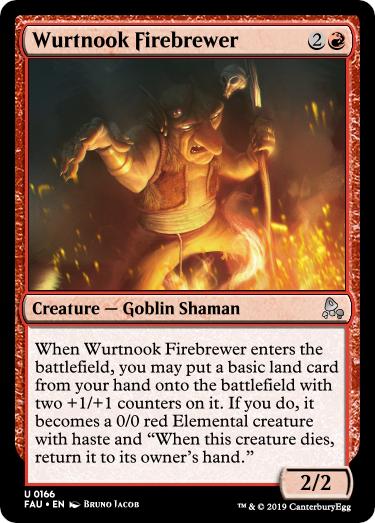 Wurtnook Firebrewer 2
Creature — Goblin Shaman
When Wurtnook Firebrewer enters the
battlefield, you may put a basic land card
from your hand onto the battlefield with
two +1/+1 counters on it. If you do, it
becomes a 0/0 red Elemental creature
with haste and “When this creature dies,
return it to its owner’s hand.”
2/2
U 0166
FAU • EN Bruno Jacob
™ & © 2019 CanterburyEgg